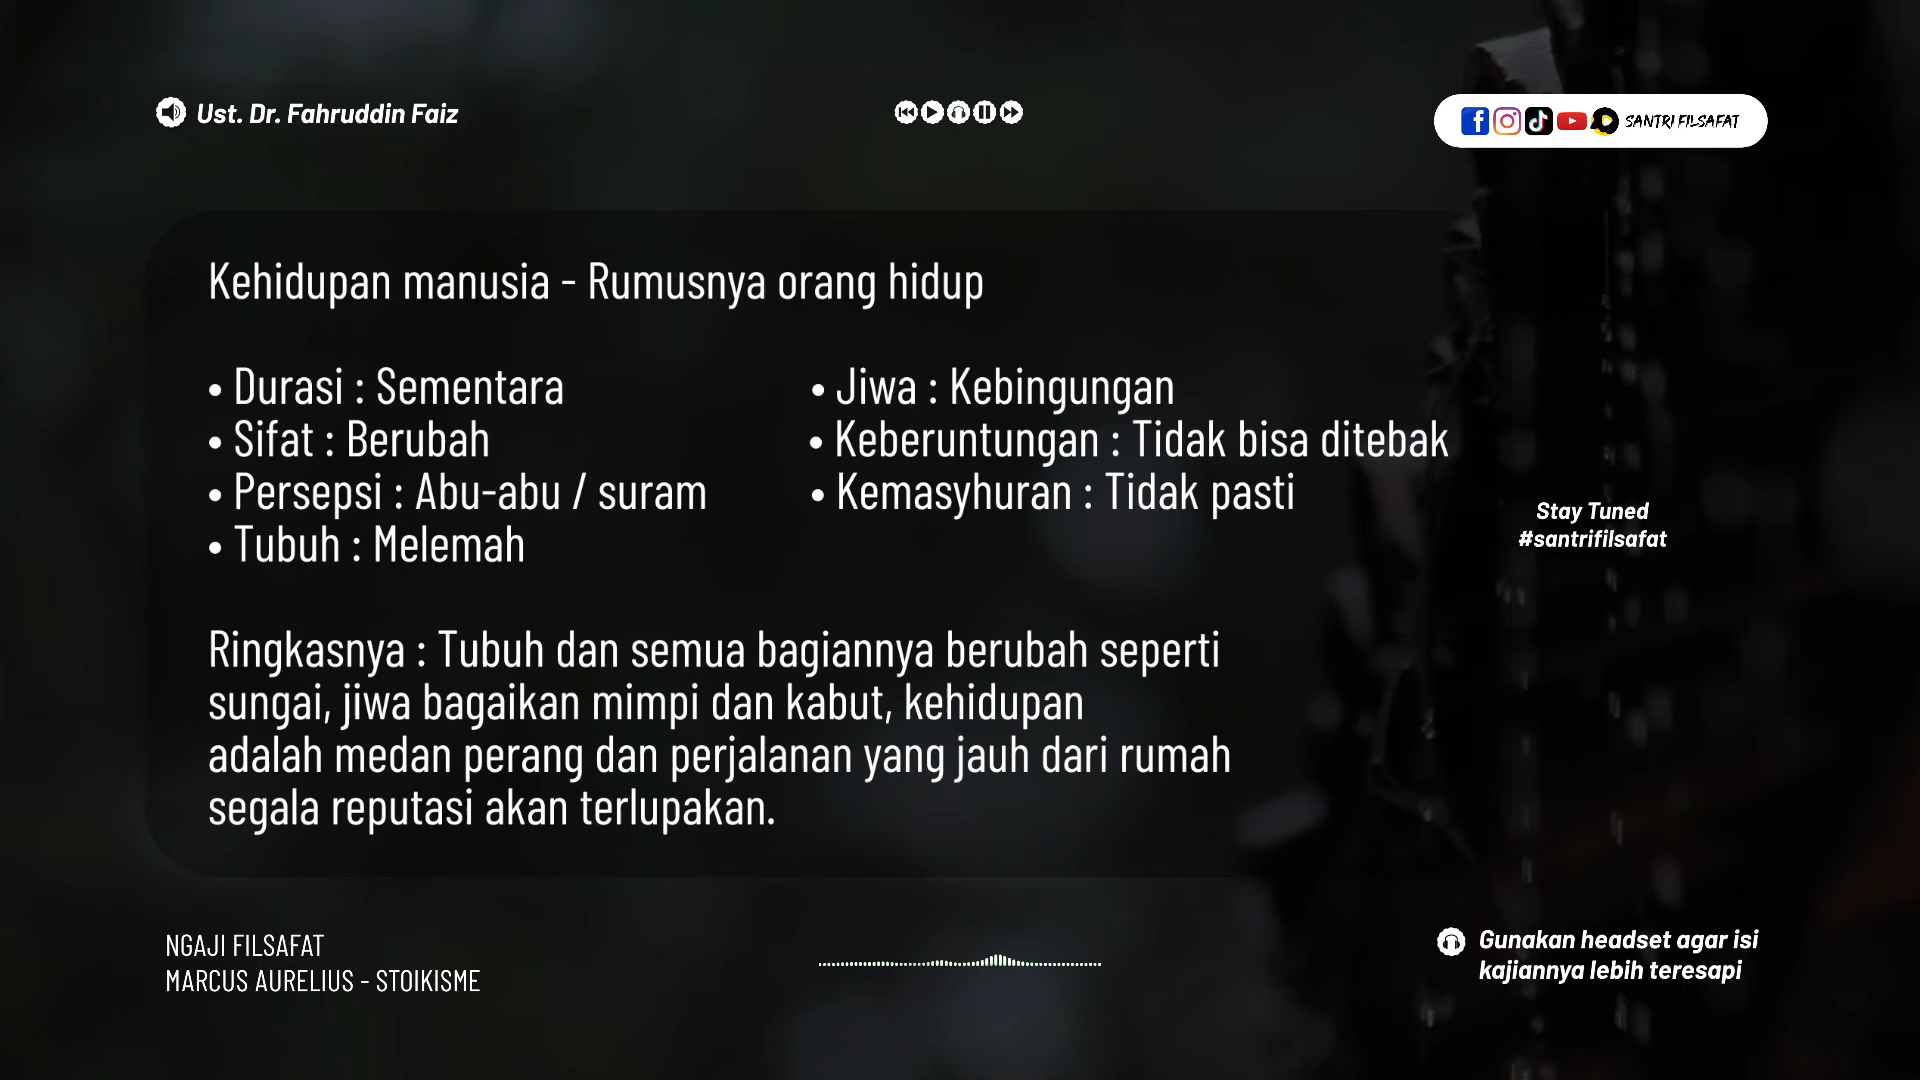 Ust. Dr. Fahruddin Faiz
SANTRI FILSAFAT
Kehidupan manusia - Rumusnya orang hidup
• Durasi : Sementara
• Sifat : Berubah
• Persepsi : Abu-abu / suram
• Tubuh : Melemah
• Jiwa : Kebingungan
• Keberuntungan : Tidak bisa ditebak
• Kemasyhuran : Tidak pasti
Ringkasnya : Tubuh dan semua bagiannya berubah seperti
sungai, jiwa bagaikan mimpi dan kabut, kehidupan
adalah medan perang dan perjalanan yang jauh dari rumah
segala reputasi akan terlupakan.
Stay Tuned
#santrifilsafat
NGAJI FILSAFAT
MARCUS AURELIUS - STOIKISME
Gunakan headset agar isi
kajiannya lebih teresapi